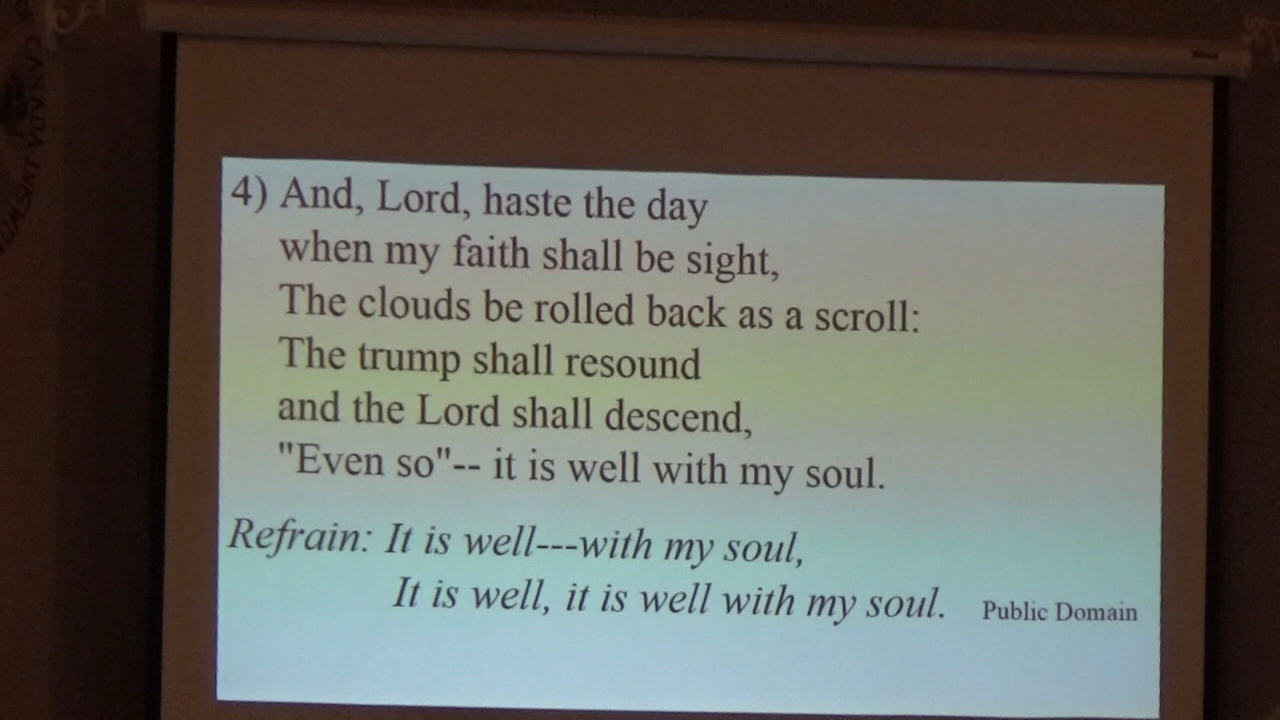 4) And, Lord, haste the day
when my faith shall be sight,
The clouds be rolled back as a scroll:
The trump shall resound
and the Lord shall descend,
"Even so"-- it is well with my soul.
Refrain: It is well---with my soul,
It is well, it is well with my soul. Public Domain